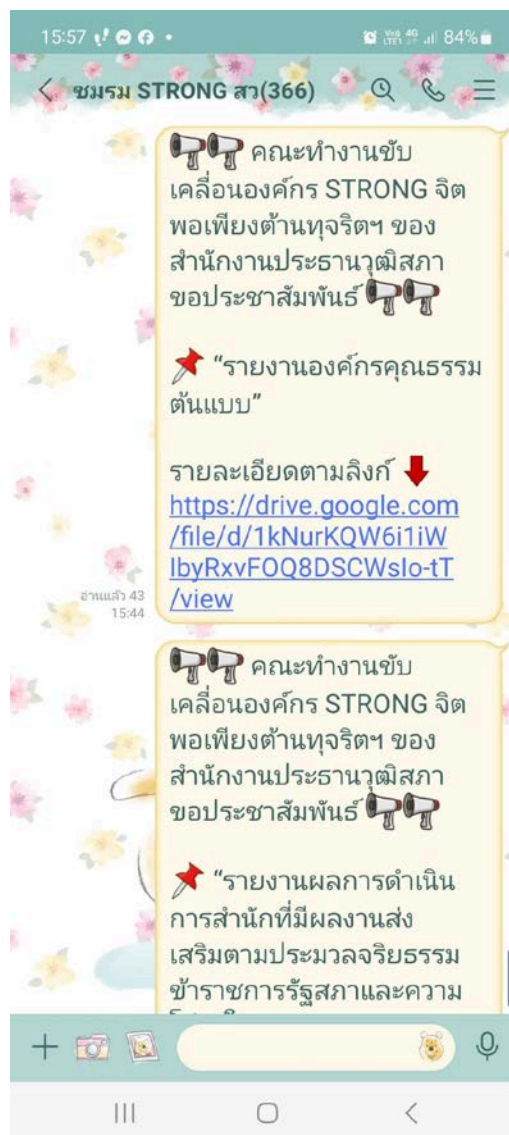 15:57
84%
ชมรม STRONG สว(366)
คณะทำงานขับ
เคลื่อนองค์กร STRONG จิต
พอเพียงต้านทุจริตฯ ของ
สำนักงานประธานวุฒิสภา
ขอประชาสัมพันธ์
“รายงานองค์กรคุณธรรม
ต้นแบบ”
รายละเอียดตามลิงก์
https://drive.google.com
/file/d/1kNurKQW6i1iW
IbyRxvFOQ8DSCWsIo-tT
/view
อ่านแล้ว 43
15:44
คณะทำงานขับ
เคลื่อนองค์กร STRONG จิต
พอเพียงต้านทุจริตฯ ของ
สำนักงานประธานวุฒิสภา
ขอประชาสัมพันธ์
“รายงานผลการดำเนิน
การสำนักที่มีผลงานส่ง
เสริมตามประมวลจริยธรรม
ข้าราชการรัฐสภาและความ